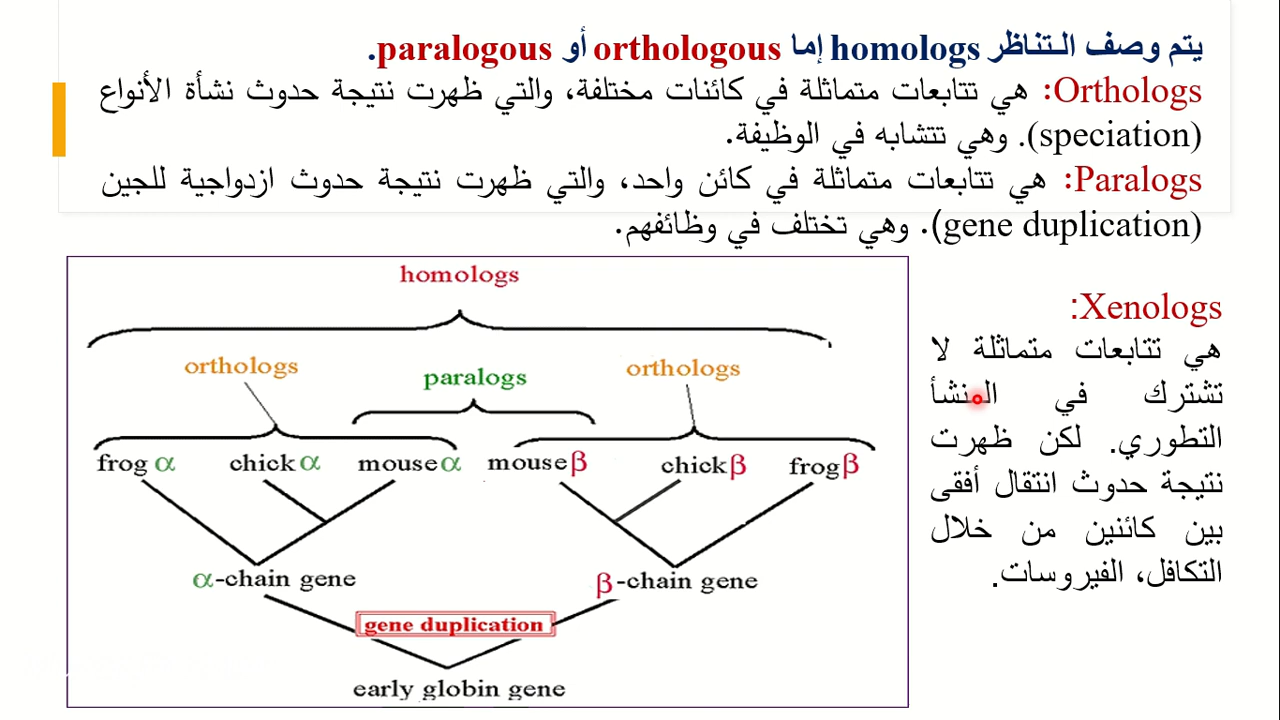 يتم وصف الـتناظر homologs إما orthologous أو paralogous.
Orthologs: هي تتابعات متماثلة في كائنات مختلفة، والتي ظهرت نتيجة حدوث نشأة الأنواع
(speciation). وهي تتشابه في الوظيفة.
Paralogs: هي تتابعات متماثلة في كائن واحد، والتي ظهرت نتيجة حدوث ازدواجية للجين
(gene duplication). وهي تختلف في وظائفهم.
Xenologs:
هي تتابعات متماثلة لا
تشترك في المنشأ
التطوري. لكن ظهرت
نتيجة حدوث انتقال أفقى
بين كائنين من خلال
التكافل، الفيروسات.
homologs
orthologs
paralogs
orthologs
frog α
chick α
mouse α
mouse β
chick β
frog β
α-chain gene
β-chain gene
gene duplication
early globin gene